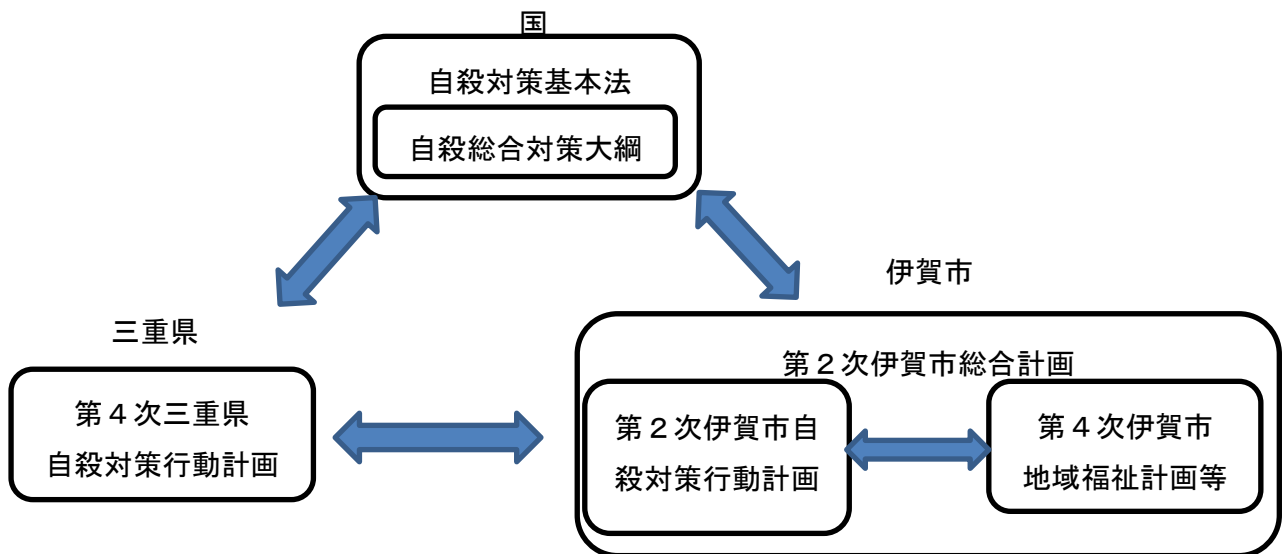 国
自殺対策基本法
自殺総合対策大綱
伊賀市
三重県
第２次伊賀市総合計画
第４次三重県
自殺対策行動計画
第２次伊賀市自
殺対策行動計画
第４次伊賀市
地域福祉計画等